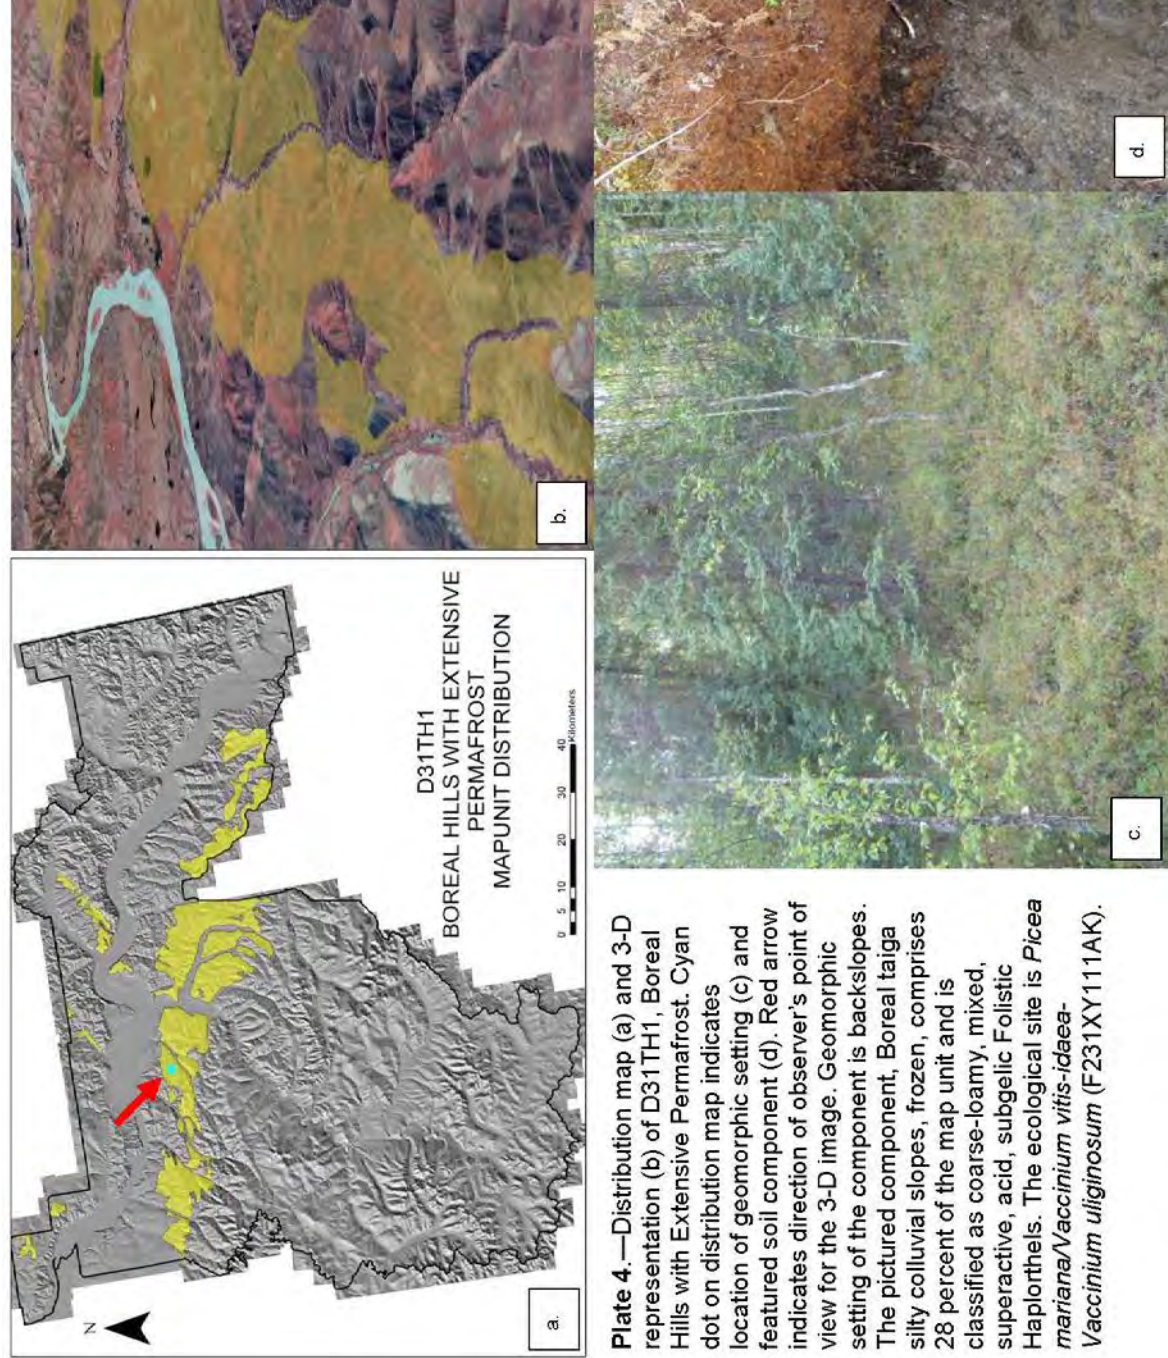 a.
N
D31TH1
BOREAL HILLS WITH EXTENSIVE
PERMAFROST
MAPUNIT DISTRIBUTION
0 5 10 20 30 40
Kilometers
b.
Plate 4.—Distribution map (a) and 3-D
representation (b) of D31TH1, Boreal
Hills with Extensive Permafrost. Cyan
dot on distribution map indicates
location of geomorphic setting (c) and
featured soil component (d). Red arrow
indicates direction of observer's point of
view for the 3-D image. Geomorphic
setting of the component is backslopes.
The pictured component, Boreal taiga
silty colluvial slopes, frozen, comprises
28 percent of the map unit and is
classified as coarse-loamy, mixed,
superactive, acid, subgelic Folistic
Haplorthels. The ecological site is Picea
mariana/Vaccinium vitis-idaea-
Vaccinium uliginosum (F231XY111AK).
c.
d.